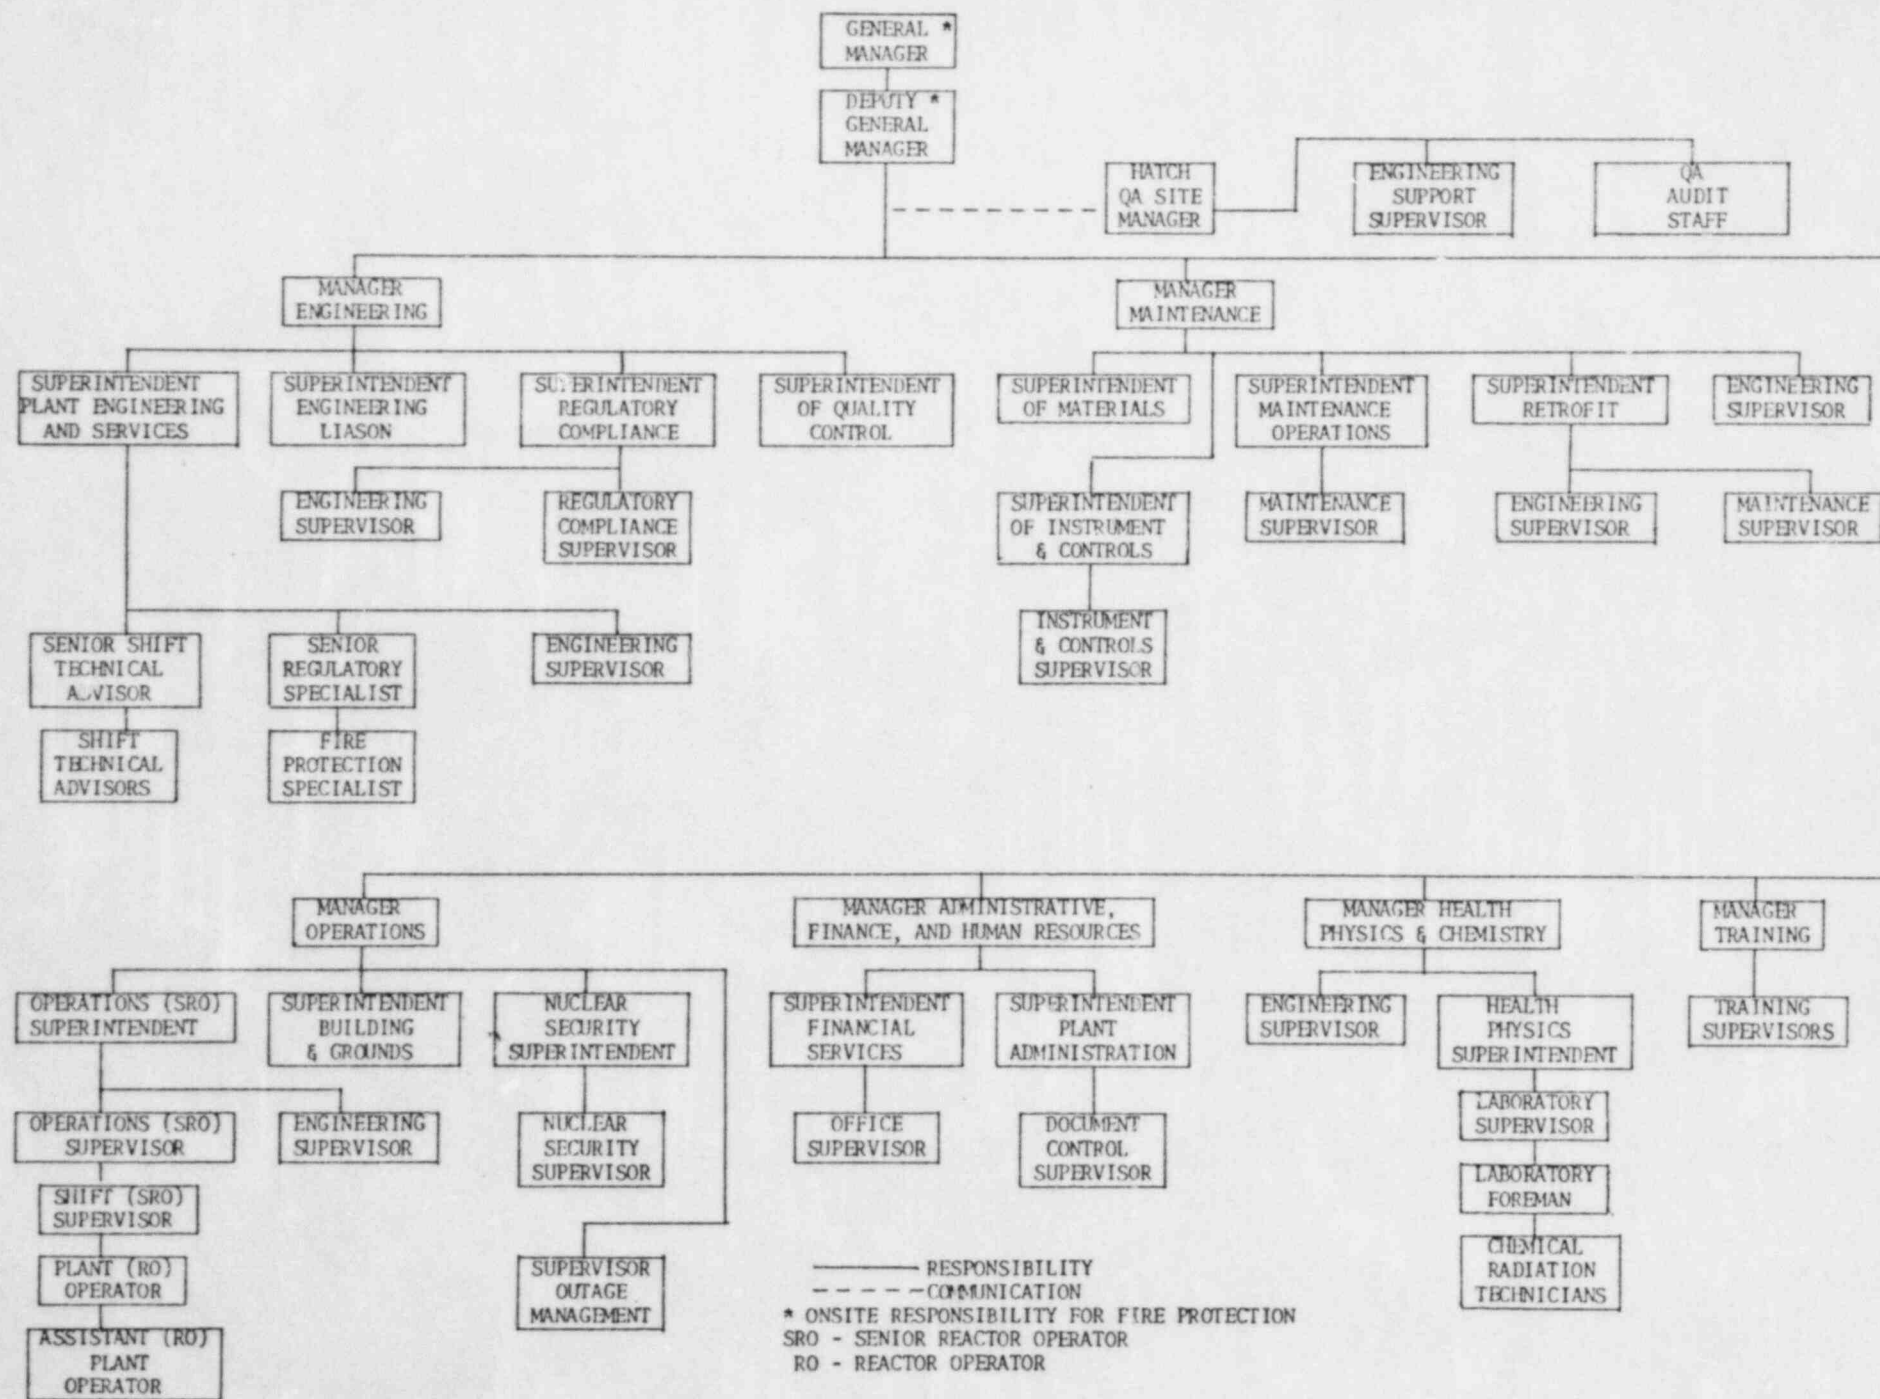 GENERAL *
MANAGER
DEPUTY *
GENERAL
MANAGER
HATCH
QA SITE
MANAGER
ENGINEERING
SUPPORT
SUPERVISOR
QA
AUDIT
STAFF
MANAGER
ENGINEERING
MANAGER
MAINTENANCE
SUPERINTENDENT
PLANT ENGINEERING
AND SERVICES
SUPERINTENDENT
ENGINEERING
LIASON
SUPERINTENDENT
REGULATORY
COMPLIANCE
SUPERINTENDENT
OF QUALITY
CONTROL
SUPERINTENDENT
OF MATERIALS
SUPERINTENDENT
MAINTENANCE
OPERATIONS
SUPERINTENDENT
RETROFIT
ENGINEERING
SUPERVISOR
ENGINEERING
SUPERVISOR
REGULATORY
COMPLIANCE
SUPERVISOR
SUPERINTENDENT
OF INSTRUMENT
& CONTROLS
MAINTENANCE
SUPERVISOR
ENGINEERING
SUPERVISOR
MAINTENANCE
SUPERVISOR
SENIOR SHIFT
TECHNICAL
ADVISOR
SENIOR
REGULATORY
SPECIALIST
ENGINEERING
SUPERVISOR
INSTRUMENT
& CONTROLS
SUPERVISOR
SHIFT
TECHNICAL
ADVISORS
FIRE
PROTECTION
SPECIALIST
MANAGER
OPERATIONS
MANAGER ADMINISTRATIVE,
FINANCE, AND HUMAN RESOURCES
MANAGER HEALTH
PHYSICS & CHEMISTRY
MANAGER
TRAINING
OPERATIONS (SRO)
SUPERINTENDENT
SUPERINTENDENT
BUILDING
& GROUNDS
NUCLEAR
SECURITY
SUPERINTENDENT
SUPERINTENDENT
FINANCIAL
SERVICES
SUPERINTENDENT
PLANT
ADMINISTRATION
ENGINEERING
SUPERVISOR
HEALTH
PHYSICS
SUPERINTENDENT
TRAINING
SUPERVISORS
OPERATIONS (SRO)
SUPERVISOR
ENGINEERING
SUPERVISOR
NUCLEAR
SECURITY
SUPERVISOR
OFFICE
SUPERVISOR
DOCUMENT
CONTROL
SUPERVISOR
LABORATORY
SUPERVISOR
SHIFT (SRO)
SUPERVISOR
LABORATORY
FOREMAN
PLANT (RO)
OPERATOR
SUPERVISOR
OUTAGE
MANAGEMENT
CHEMICAL
RADIATION
TECHNICIANS
ASSISTANT (RO)
PLANT
OPERATOR
RESPONSIBILITY
COMMUNICATION
* ONSITE RESPONSIBILITY FOR FIRE PROTECTION
SRO - SENIOR REACTOR OPERATOR
RO - REACTOR OPERATOR